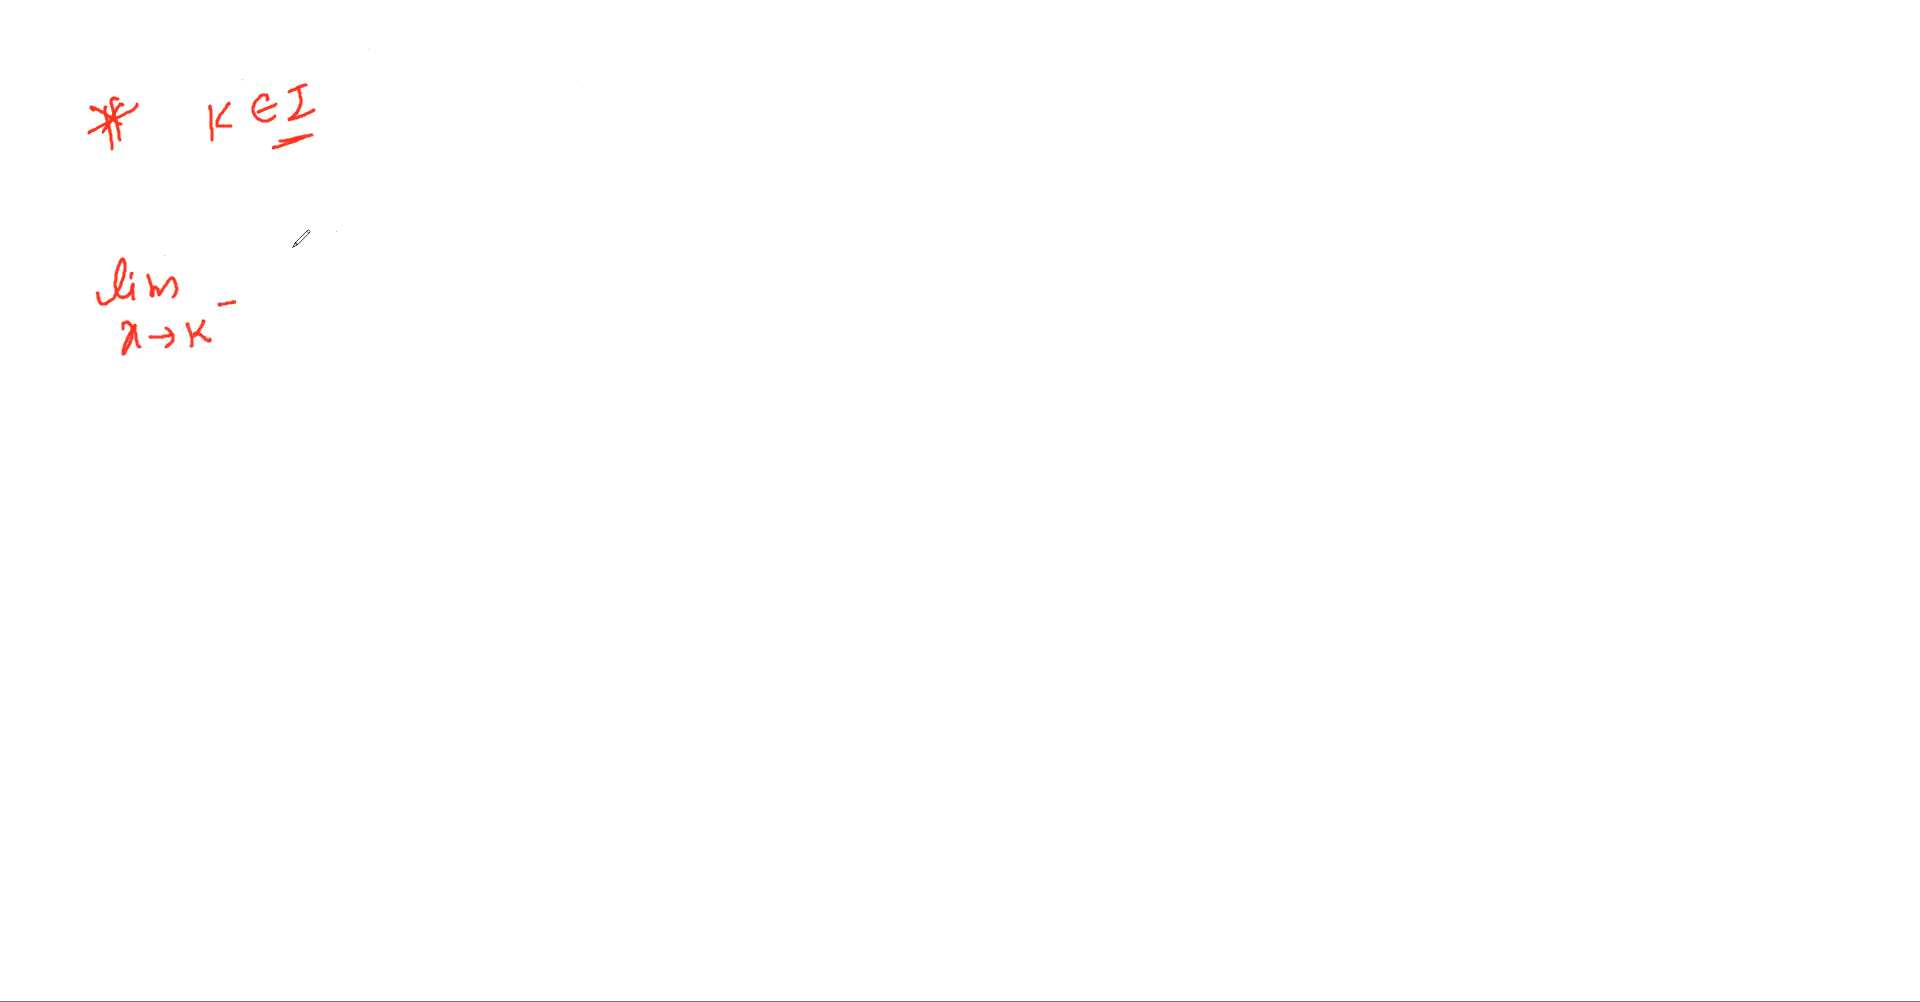 * K ∈ I
lim
x → K⁻